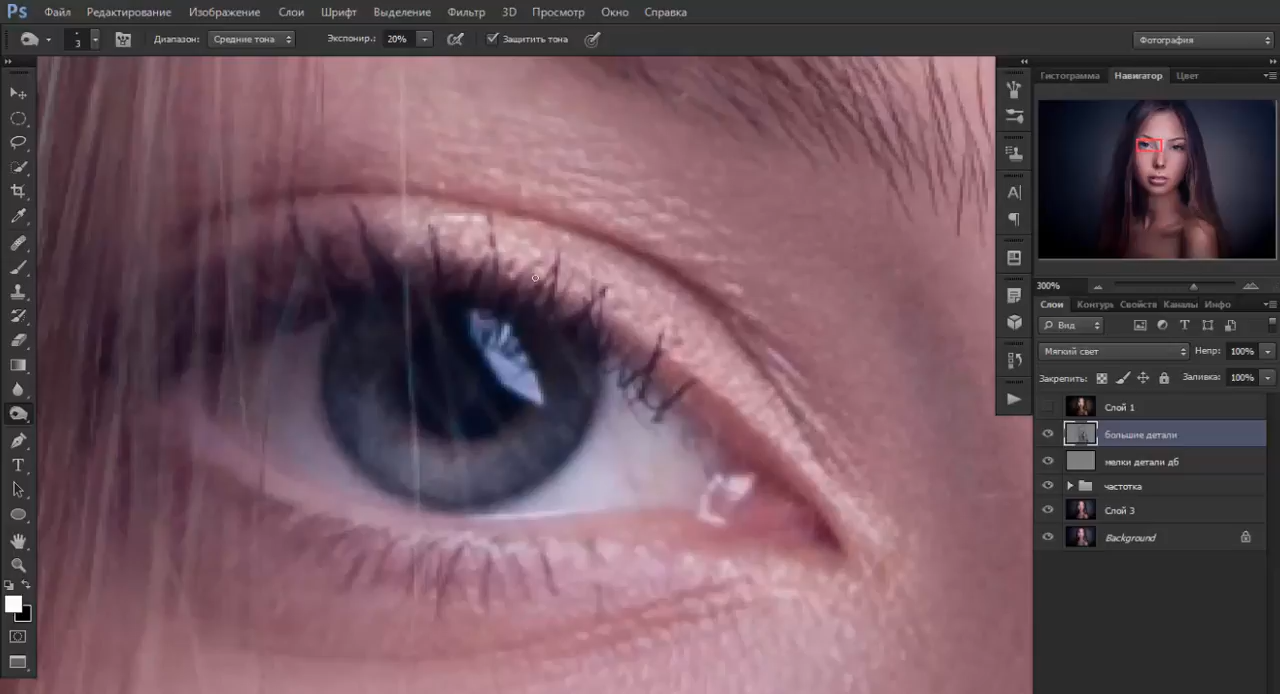 Ps Файл Редактирование Изображение Слои Шрифт Выделение Фильтр 3D Просмотр Окно Справка
3 Диапазон: Средние тона Экспонир.: 20% Защитить тона Фотография
Гистограмма Навигатор Цвет
300%
Слои Контуры Свойств Каналы Инфо
Вид
Мягкий свет Непр: 100%
Закрепить: Заливка: 100%
Слой 1
большие детали
мелки детали дб
частотка
Слой 3
Background